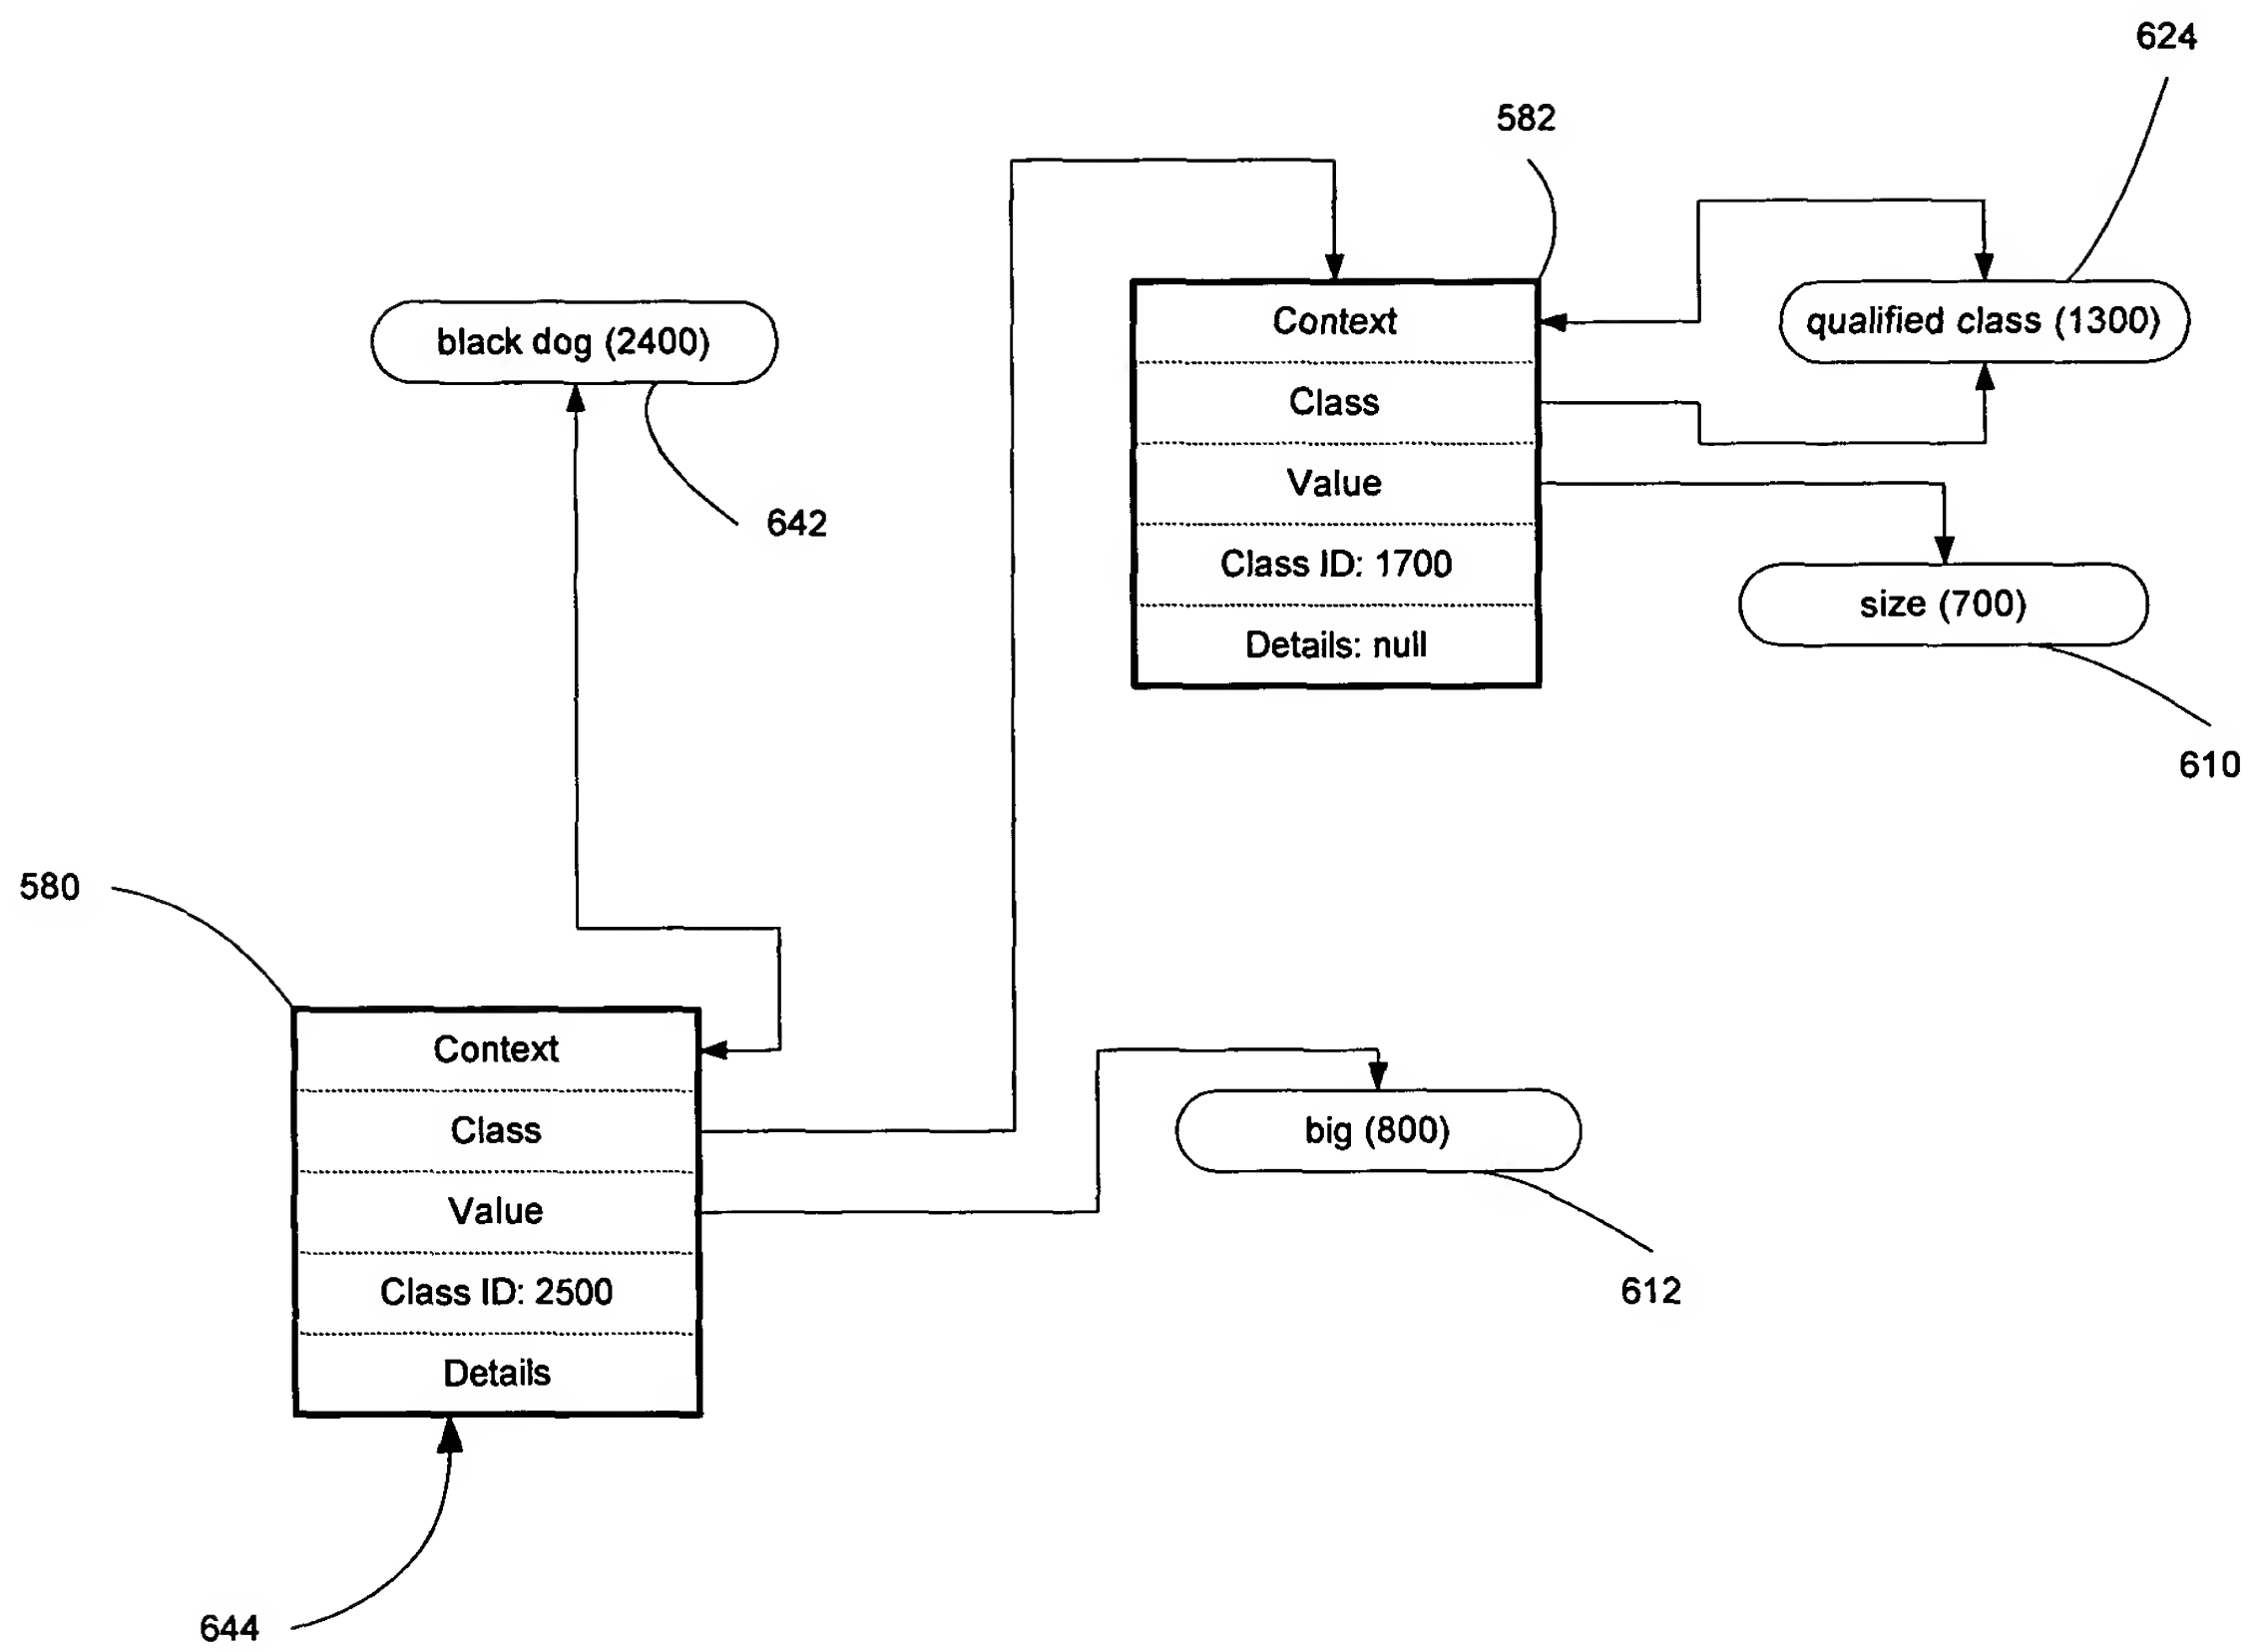 624
582
Context
qualified class (1300)
black dog (2400)
Class
Value
642
Class ID: 1700
size (700)
Details: null
610
580
Context
Class
big (800)
Value
Class ID: 2500
612
Details
644